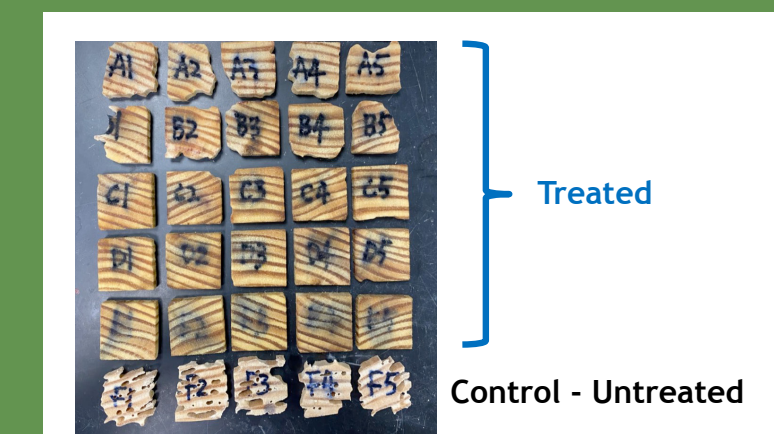 A1 A2 A3 A4 A5
B2 B3 B4 B5
C1 C2 C3 C4 C5
D1 D2 D3 D4 D5
F1 F2 F3 F4 F5
Treated
Control - Untreated